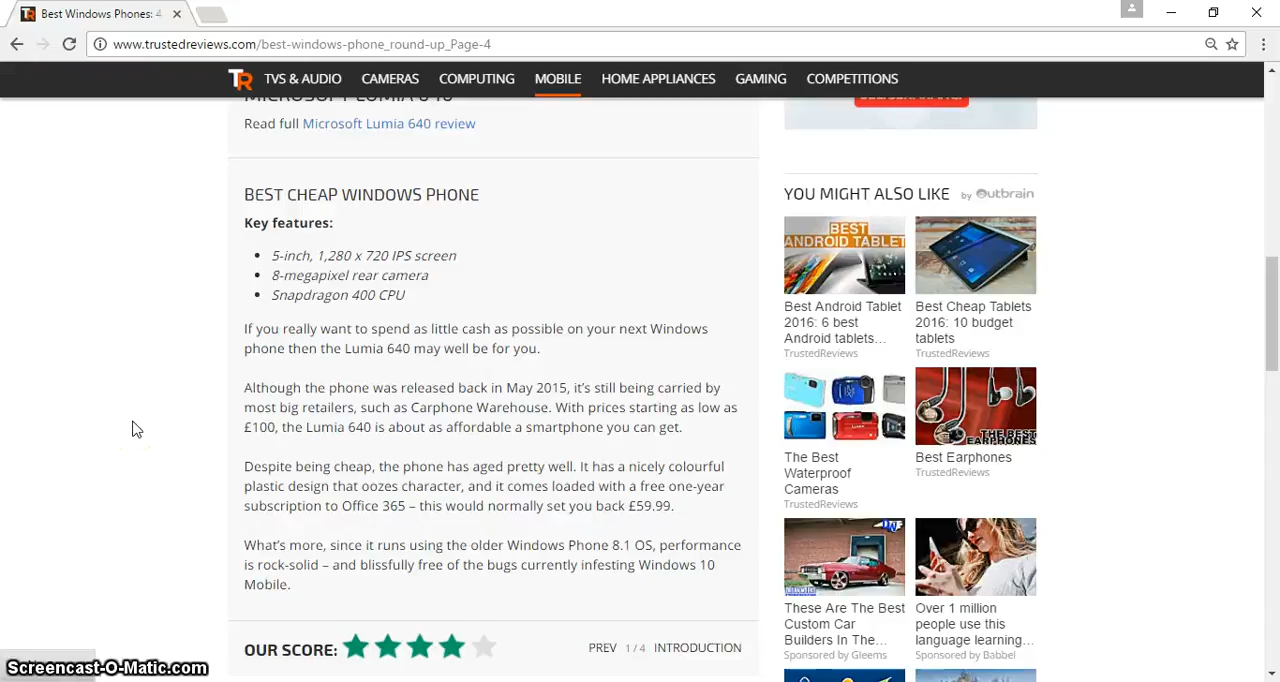 Best Windows Phones: 4
www.trustedreviews.com/best-windows-phone_round-up_Page-4
TR TVS & AUDIO CAMERAS COMPUTING MOBILE HOME APPLIANCES GAMING COMPETITIONS
MICROSOFT LUMIA 640
Read full Microsoft Lumia 640 review
BEST CHEAP WINDOWS PHONE
Key features:
• 5-inch, 1,280 x 720 IPS screen
• 8-megapixel rear camera
• Snapdragon 400 CPU
If you really want to spend as little cash as possible on your next Windows
phone then the Lumia 640 may well be for you.
Although the phone was released back in May 2015, it's still being carried by
most big retailers, such as Carphone Warehouse. With prices starting as low as
£100, the Lumia 640 is about as affordable a smartphone you can get.
Despite being cheap, the phone has aged pretty well. It has a nicely colourful
plastic design that oozes character, and it comes loaded with a free one-year
subscription to Office 365 – this would normally set you back £59.99.
What's more, since it runs using the older Windows Phone 8.1 OS, performance
is rock-solid – and blissfully free of the bugs currently infesting Windows 10
Mobile.
OUR SCORE:
PREV 1 / 4 INTRODUCTION
YOU MIGHT ALSO LIKE by Outbrain
BEST
ANDROID TABLET
Best Android Tablet
2016: 6 best
Android tablets…
TrustedReviews
Best Cheap Tablets
2016: 10 budget
tablets
TrustedReviews
The Best
Waterproof
Cameras
TrustedReviews
THE BEST
EARPHONES
Best Earphones
TrustedReviews
These Are The Best
Custom Car
Builders In The…
Sponsored by Gleems
Over 1 million
people use this
language learning…
Sponsored by Babbel
Screencast-O-Matic.com